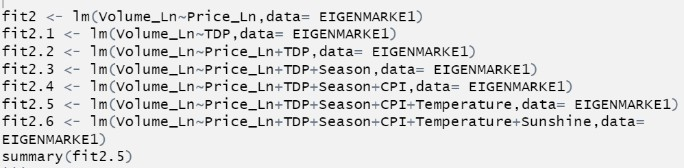 fit2 <- lm(Volume_Ln~Price_Ln,data= EIGENMARKE1)
fit2.1 <- lm(Volume_Ln~TDP,data= EIGENMARKE1)
fit2.2 <- lm(Volume_Ln~Price_Ln+TDP,data= EIGENMARKE1)
fit2.3 <- lm(Volume_Ln~Price_Ln+TDP+Season,data= EIGENMARKE1)
fit2.4 <- lm(Volume_Ln~Price_Ln+TDP+Season+CPI,data= EIGENMARKE1)
fit2.5 <- lm(Volume_Ln~Price_Ln+TDP+Season+CPI+Temperature,data= EIGENMARKE1)
fit2.6 <- lm(Volume_Ln~Price_Ln+TDP+Season+CPI+Temperature+Sunshine,data=
EIGENMARKE1)
summary(fit2.5)